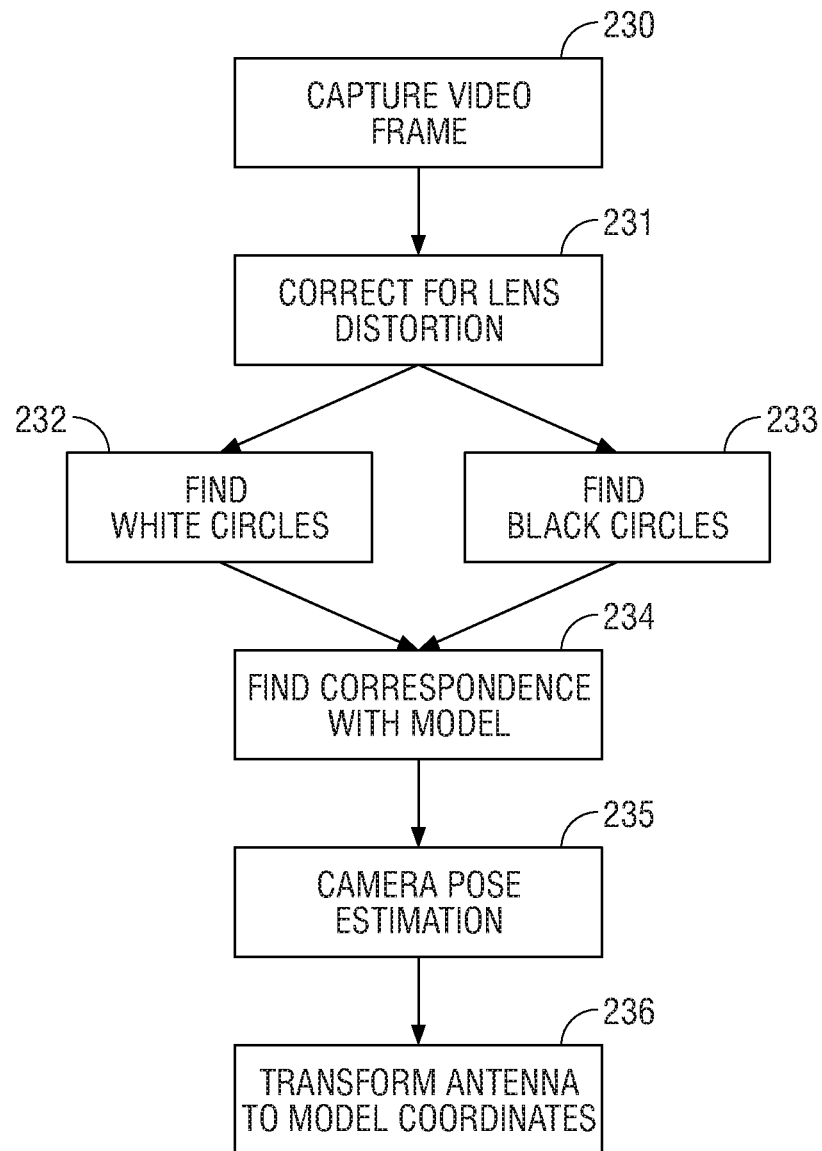 230
CAPTURE VIDEO
FRAME
231
CORRECT FOR LENS
DISTORTION
232
FIND
WHITE CIRCLES
233
FIND
BLACK CIRCLES
234
FIND CORRESPONDENCE
WITH MODEL
235
CAMERA POSE
ESTIMATION
236
TRANSFORM ANTENNA
TO MODEL COORDINATES